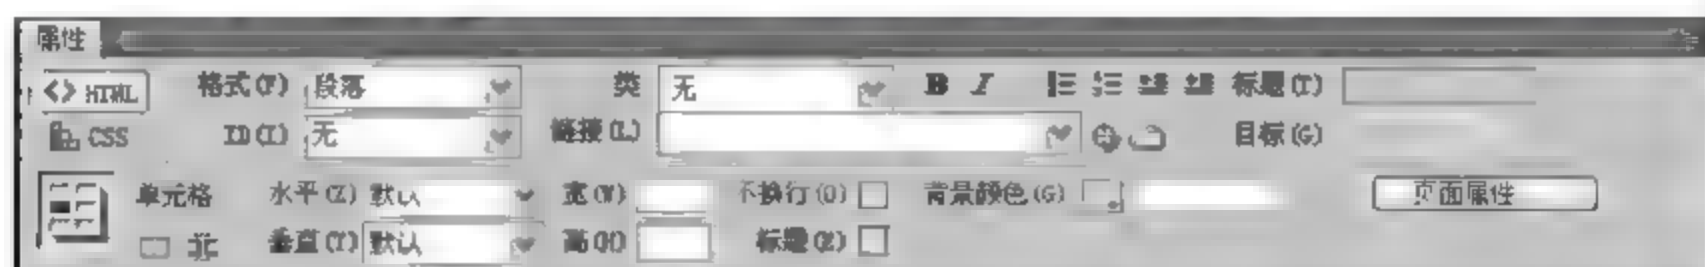 属性
<> HTML 格式(F) 段落 类 无 B I 标题(T)
CSS ID(I) 无 链接(L) 目标(G)
单元格 水平(Z) 默认 宽(W) 不换行(O) 背景颜色(G) 页面属性
垂直(T) 默认 高(H) 标题(E)